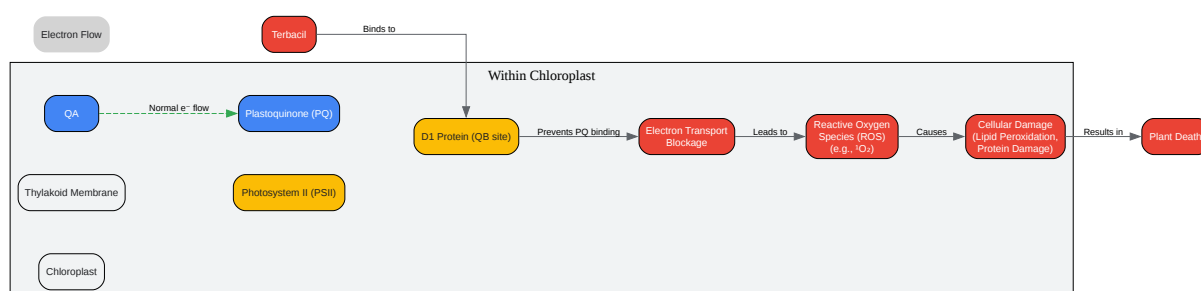 Electron Flow
Terbacil
Binds to
Within Chloroplast
QA
Normal e⁻ flow
Plastoquinone (PQ)
D1 Protein (QB site)
Prevents PQ binding
Electron Transport
Blockage
Leads to
Reactive Oxygen
Species (ROS)
(e.g., ¹O₂)
Causes
Cellular Damage
(Lipid Peroxidation,
Protein Damage)
Results in
Plant Death
Thylakoid Membrane
Photosystem II (PSII)
Chloroplast